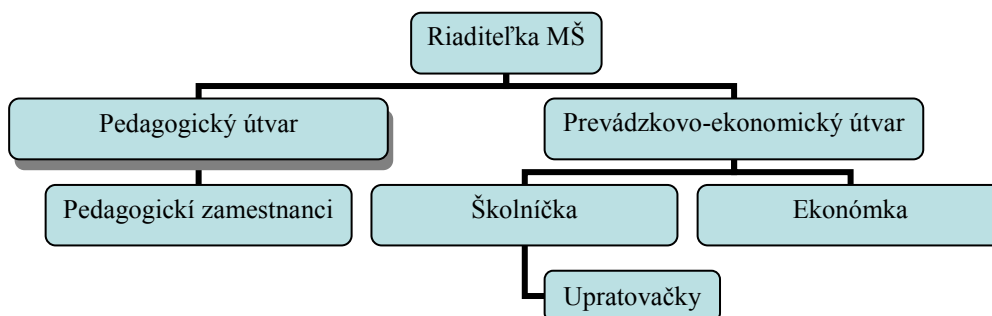 Riaditeľka MŠ
Pedagogický útvar
Prevádzkovo-ekonomický útvar
Pedagogickí zamestnanci
Školníčka
Ekonómka
Upratovačky